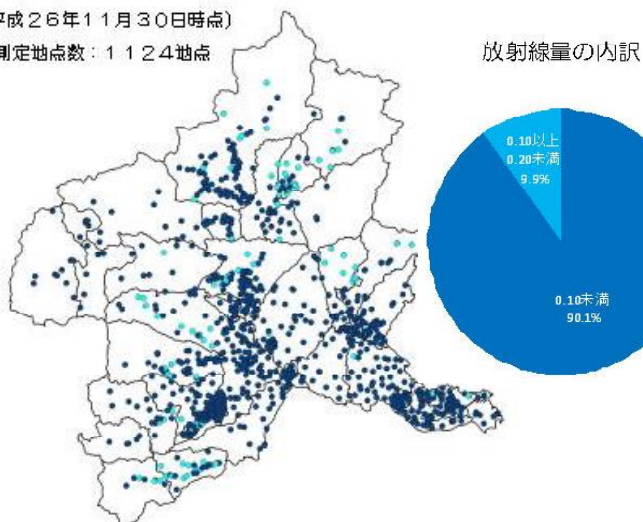 平成２６年１１月３０日時点)
測定地点数：１１２４地点
放射線量の内訳
0.10以上
0.20未満
9.9%
0.10未満
90.1%